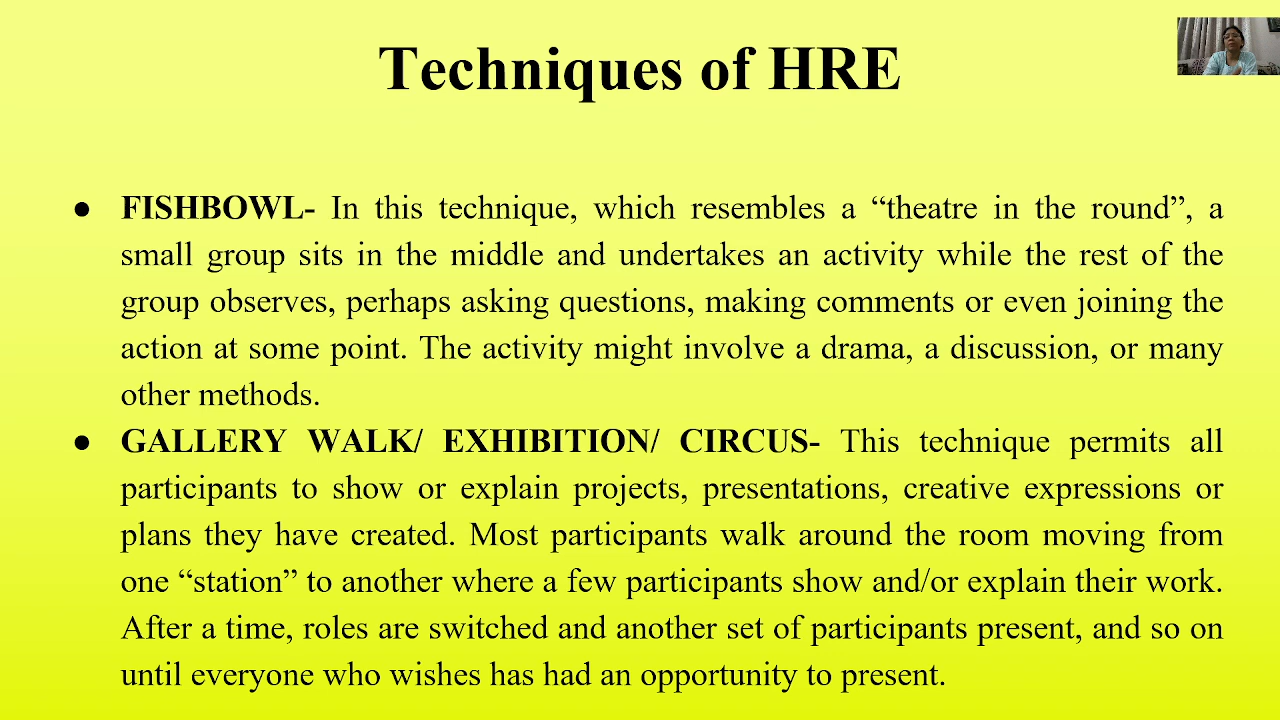 Techniques of HRE
● FISHBOWL- In this technique, which resembles a “theatre in the round”, a
small group sits in the middle and undertakes an activity while the rest of the
group observes, perhaps asking questions, making comments or even joining the
action at some point. The activity might involve a drama, a discussion, or many
other methods.
● GALLERY WALK/ EXHIBITION/ CIRCUS- This technique permits all
participants to show or explain projects, presentations, creative expressions or
plans they have created. Most participants walk around the room moving from
one “station” to another where a few participants show and/or explain their work.
After a time, roles are switched and another set of participants present, and so on
until everyone who wishes has had an opportunity to present.